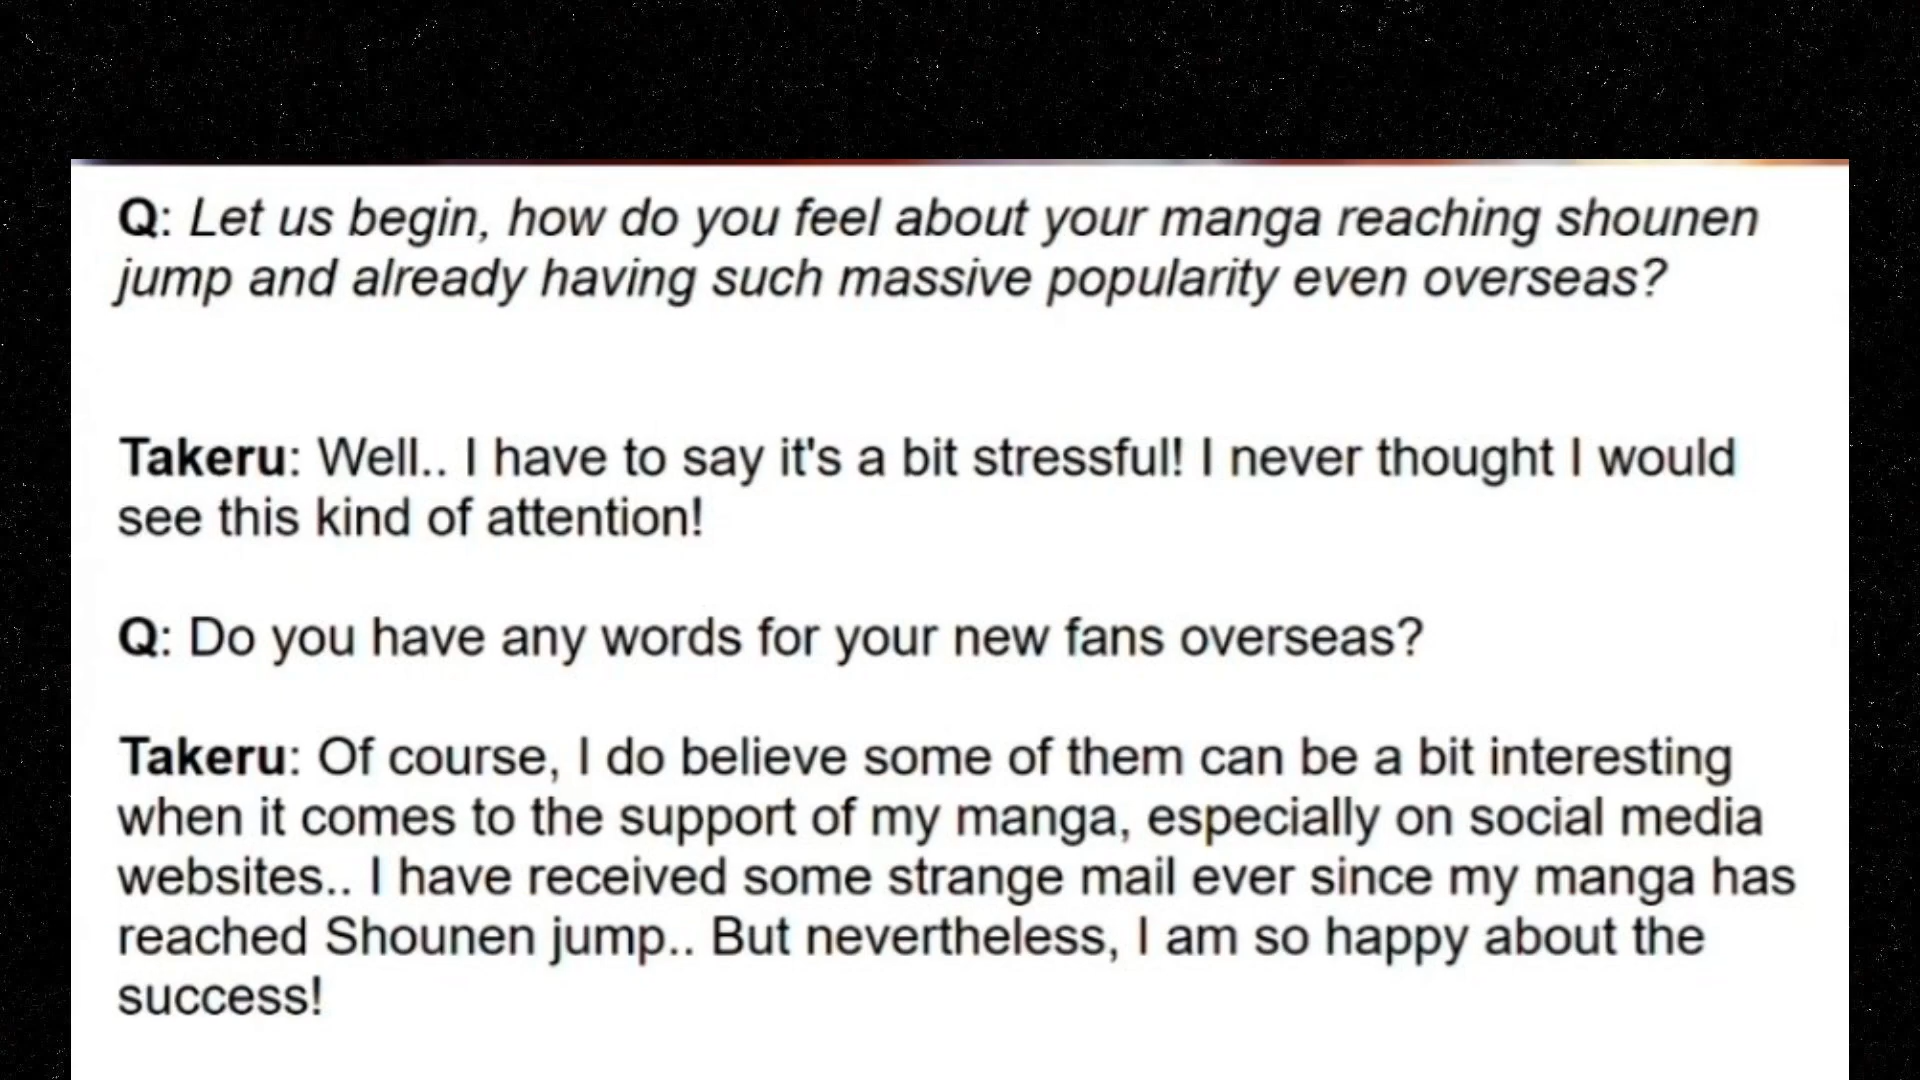 Q: Let us begin, how do you feel about your manga reaching shounen
jump and already having such massive popularity even overseas?
Takeru: Well.. I have to say it's a bit stressful! I never thought I would
see this kind of attention!
Q: Do you have any words for your new fans overseas?
Takeru: Of course, I do believe some of them can be a bit interesting
when it comes to the support of my manga, especially on social media
websites.. I have received some strange mail ever since my manga has
reached Shounen jump.. But nevertheless, I am so happy about the
success!